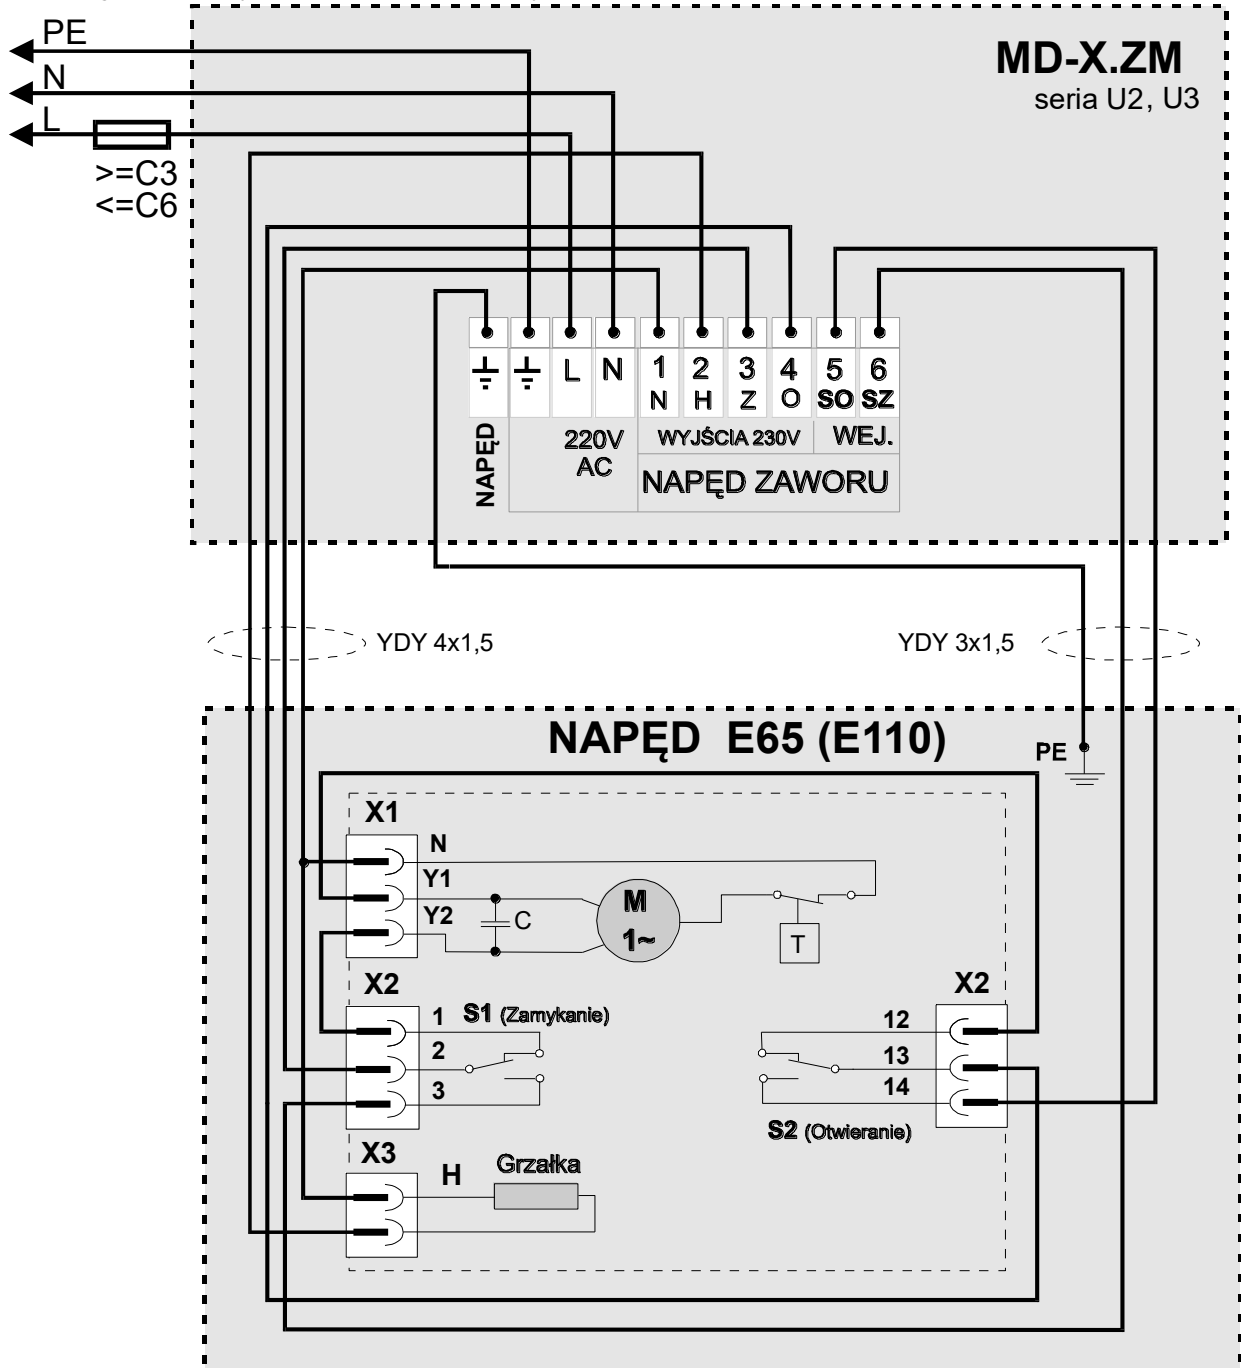 PE
N
L
>=C3
<=C6
MD-X.ZM
seria U2, U3
L N 1 2 3 4 5 6
N H Z O SO SZ
NAPĘD
220V
AC
WYJŚCIA 230V WEJ.
NAPĘD ZAWORU
YDY 4x1,5
YDY 3x1,5
NAPĘD E65 (E110)
PE
X1
N
Y1
Y2
C
M
1~
T
X2
1
S1 (Zamykanie)
2
3
X2
12
13
14
S2 (Otwieranie)
X3
H
Grzałka